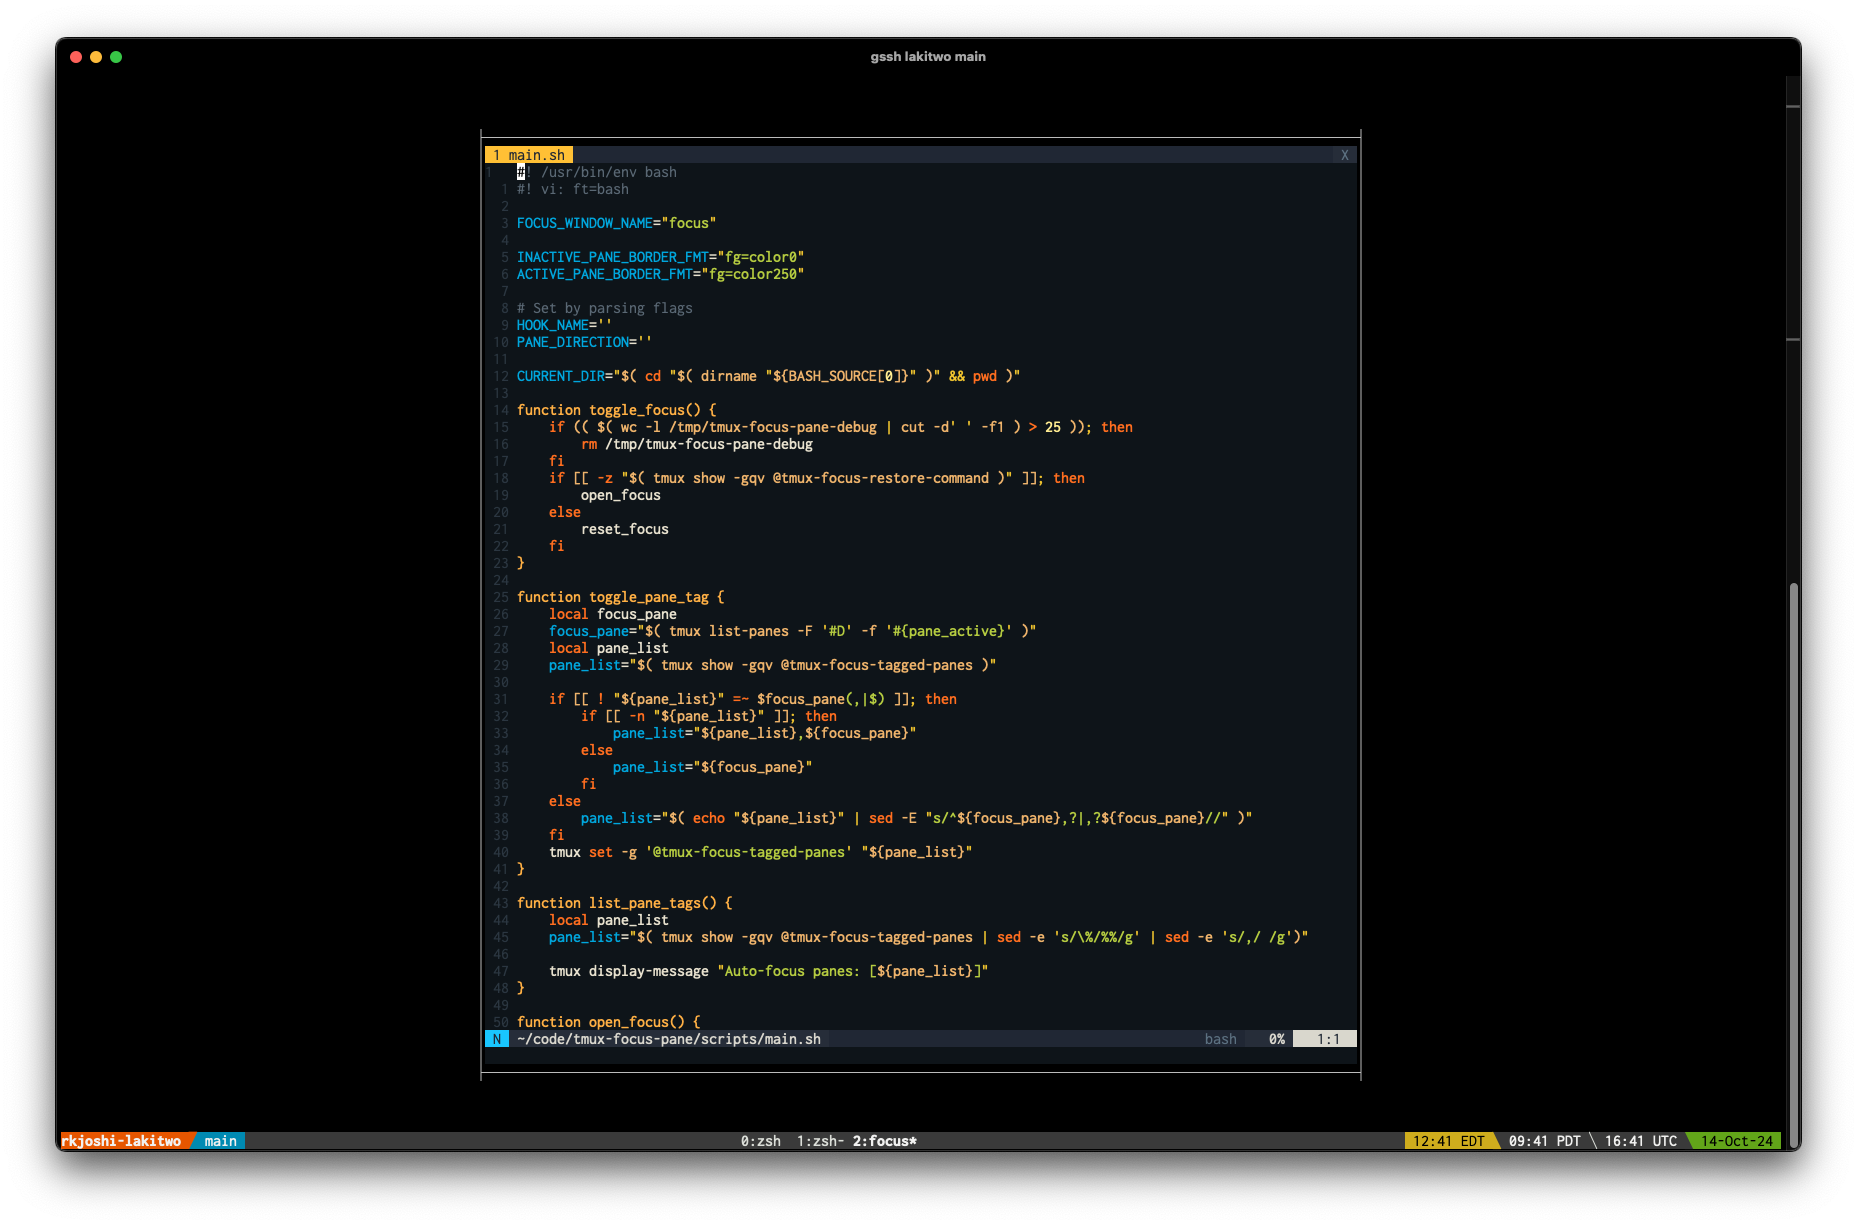 gssh lakitwo main
1 main.sh X
1 #! /usr/bin/env bash
1 #! vi: ft=bash
2
3 FOCUS_WINDOW_NAME="focus"
4
5 INACTIVE_PANE_BORDER_FMT="fg=color0"
6 ACTIVE_PANE_BORDER_FMT="fg=color250"
7
8 # Set by parsing flags
9 HOOK_NAME=''
10 PANE_DIRECTION=''
11
12 CURRENT_DIR="$( cd "$( dirname "${BASH_SOURCE[0]}" )" && pwd )"
13
14 function toggle_focus() {
15     if (( $( wc -l /tmp/tmux-focus-pane-debug | cut -d' ' -f1 ) > 25 )); then
16         rm /tmp/tmux-focus-pane-debug
17     fi
18     if [[ -z "$( tmux show -gqv @tmux-focus-restore-command )" ]]; then
19         open_focus
20     else
21         reset_focus
22     fi
23 }
24
25 function toggle_pane_tag {
26     local focus_pane
27     focus_pane="$( tmux list-panes -F '#D' -f '#{pane_active}' )"
28     local pane_list
29     pane_list="$( tmux show -gqv @tmux-focus-tagged-panes )"
30
31     if [[ ! "${pane_list}" =~ $focus_pane(,|$) ]]; then
32         if [[ -n "${pane_list}" ]]; then
33             pane_list="${pane_list},${focus_pane}"
34         else
35             pane_list="${focus_pane}"
36         fi
37     else
38         pane_list="$( echo "${pane_list}" | sed -E "s/^${focus_pane},?|,?${focus_pane}//" )"
39     fi
40     tmux set -g '@tmux-focus-tagged-panes' "${pane_list}"
41 }
42
43 function list_pane_tags() {
44     local pane_list
45     pane_list="$( tmux show -gqv @tmux-focus-tagged-panes | sed -e 's/\%/%%/g' | sed -e 's/,/ /g')"
46
47     tmux display-message "Auto-focus panes: [${pane_list}]"
48 }
49
50 function open_focus() {
N ~/code/tmux-focus-pane/scripts/main.sh bash 0% 1:1
rkjoshi-lakitwo main 0:zsh 1:zsh- 2:focus* 12:41 EDT 09:41 PDT \ 16:41 UTC 14-Oct-24